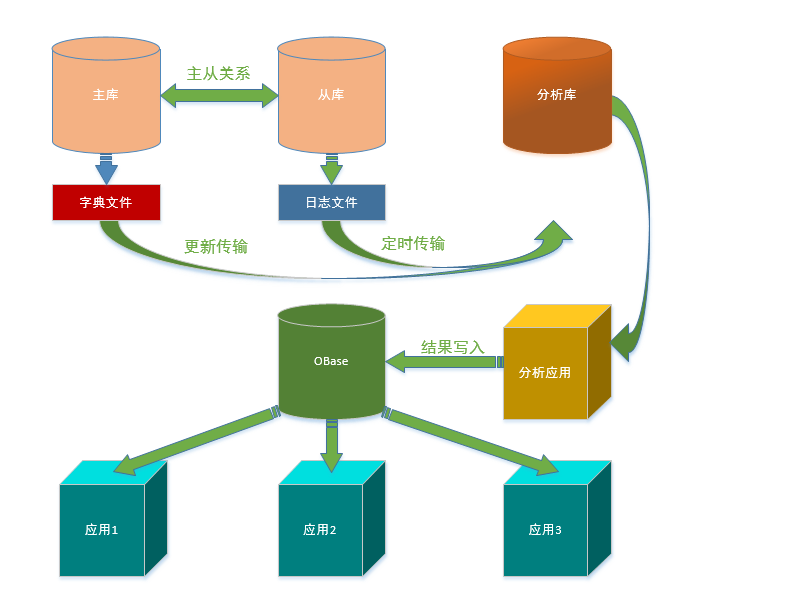 主从关系
主库
从库
分析库
字典文件
日志文件
更新传输
定时传输
结果写入
OBase
分析应用
应用1
应用2
应用3